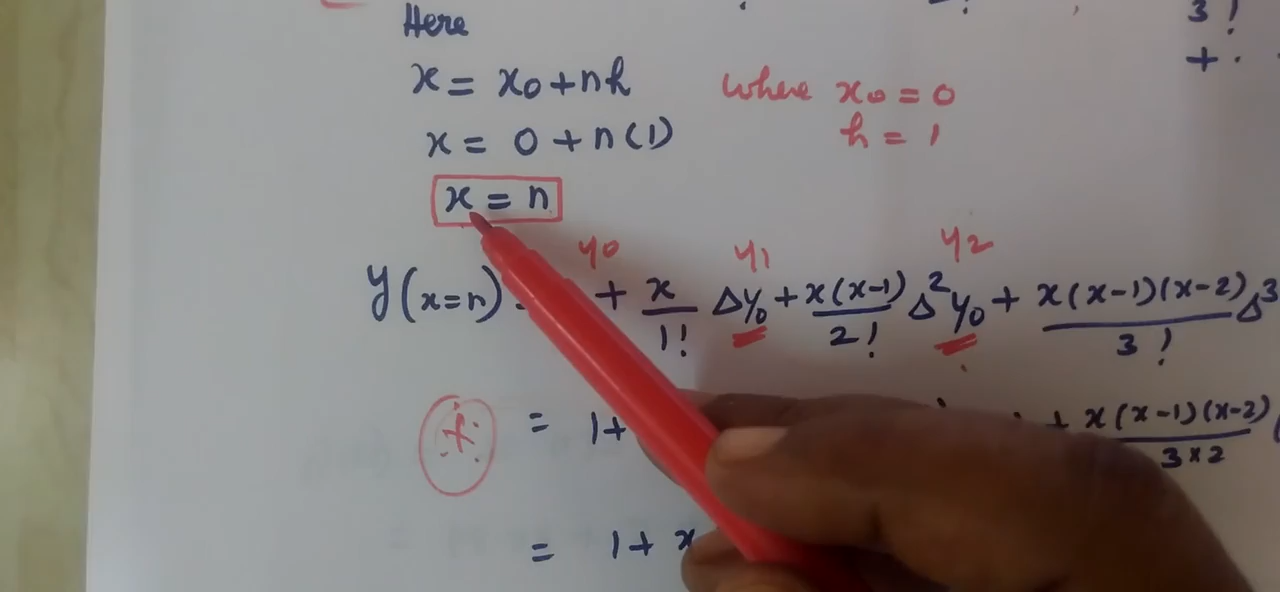 3!
Here
+ .
x = x₀ + nh where x₀ = 0
x = 0 + n(1) h = 1
x = n
y₀ y₁ y₂
y(x=n) = + x/1! Δy₀ + x(x-1)/2! Δ²y₀ + x(x-1)(x-2)/3! Δ³
= 1+ + x(x-1)(x-2)/3×2 (
= 1+ x